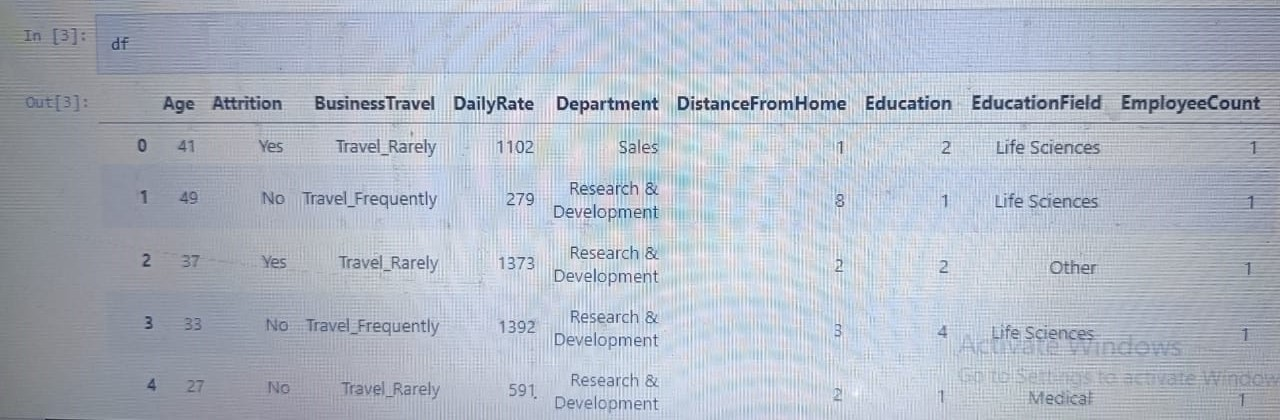 In [3]:
df
Out[3]:
Age Attrition BusinessTravel DailyRate Department DistanceFromHome Education EducationField EmployeeCount
0 41 Yes Travel_Rarely 1102 Sales 1 2 Life Sciences 1
1 49 No Travel_Frequently 279 Research & Development 8 1 Life Sciences 1
2 37 Yes Travel_Rarely 1373 Research & Development 2 2 Other 1
3 33 No Travel_Frequently 1392 Research & Development 3 4 Life Sciences 1
Activate Windows
Go to Settings to activate Window
4 27 No Travel_Rarely 591 Research & Development 2 1 Medical 1